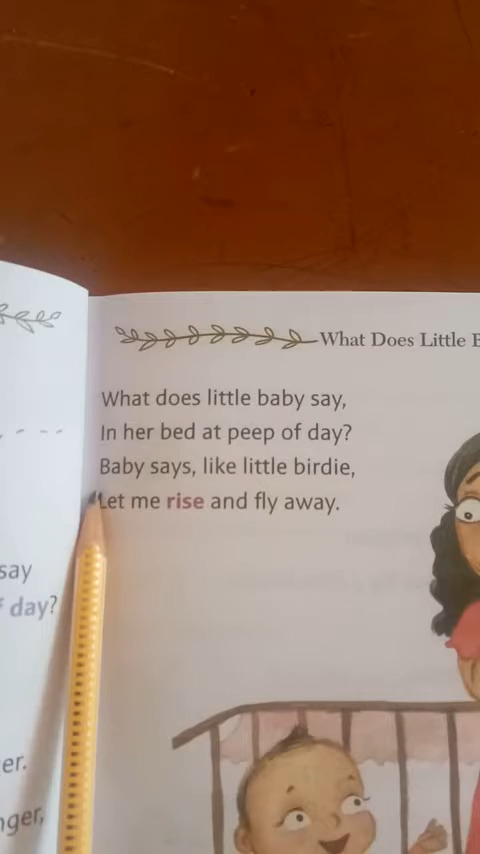 say
day?
er.
nger,
What Does Little
What does little baby say,
In her bed at peep of day?
Baby says, like little birdie,
Let me rise and fly away.